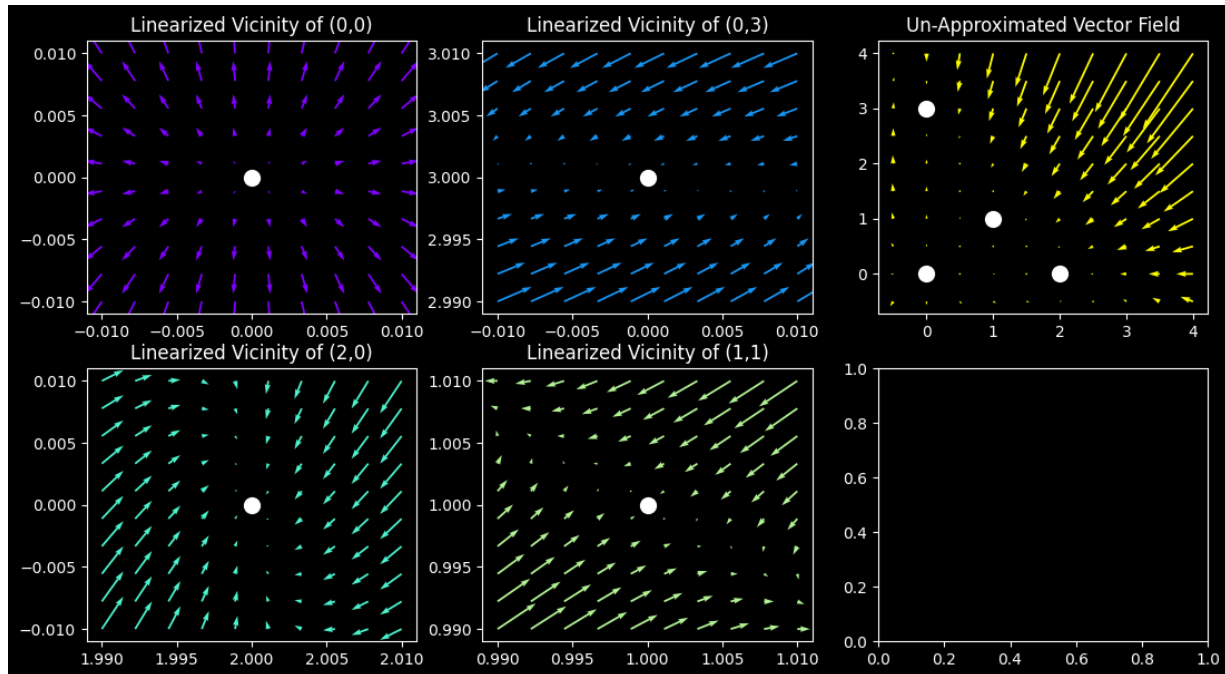 Linearized Vicinity of (0,0)
0.010
0.005
0.000
−0.005
−0.010
−0.010 −0.005 0.000 0.005 0.010
Linearized Vicinity of (0,3)
3.010
3.005
3.000
2.995
2.990
−0.010 −0.005 0.000 0.005 0.010
Un-Approximated Vector Field
4
3
2
1
0
0 1 2 3 4
Linearized Vicinity of (2,0)
0.010
0.005
0.000
−0.005
−0.010
1.990 1.995 2.000 2.005 2.010
Linearized Vicinity of (1,1)
1.010
1.005
1.000
0.995
0.990
0.990 0.995 1.000 1.005 1.010
1.0
0.8
0.6
0.4
0.2
0.0
0.0 0.2 0.4 0.6 0.8 1.0